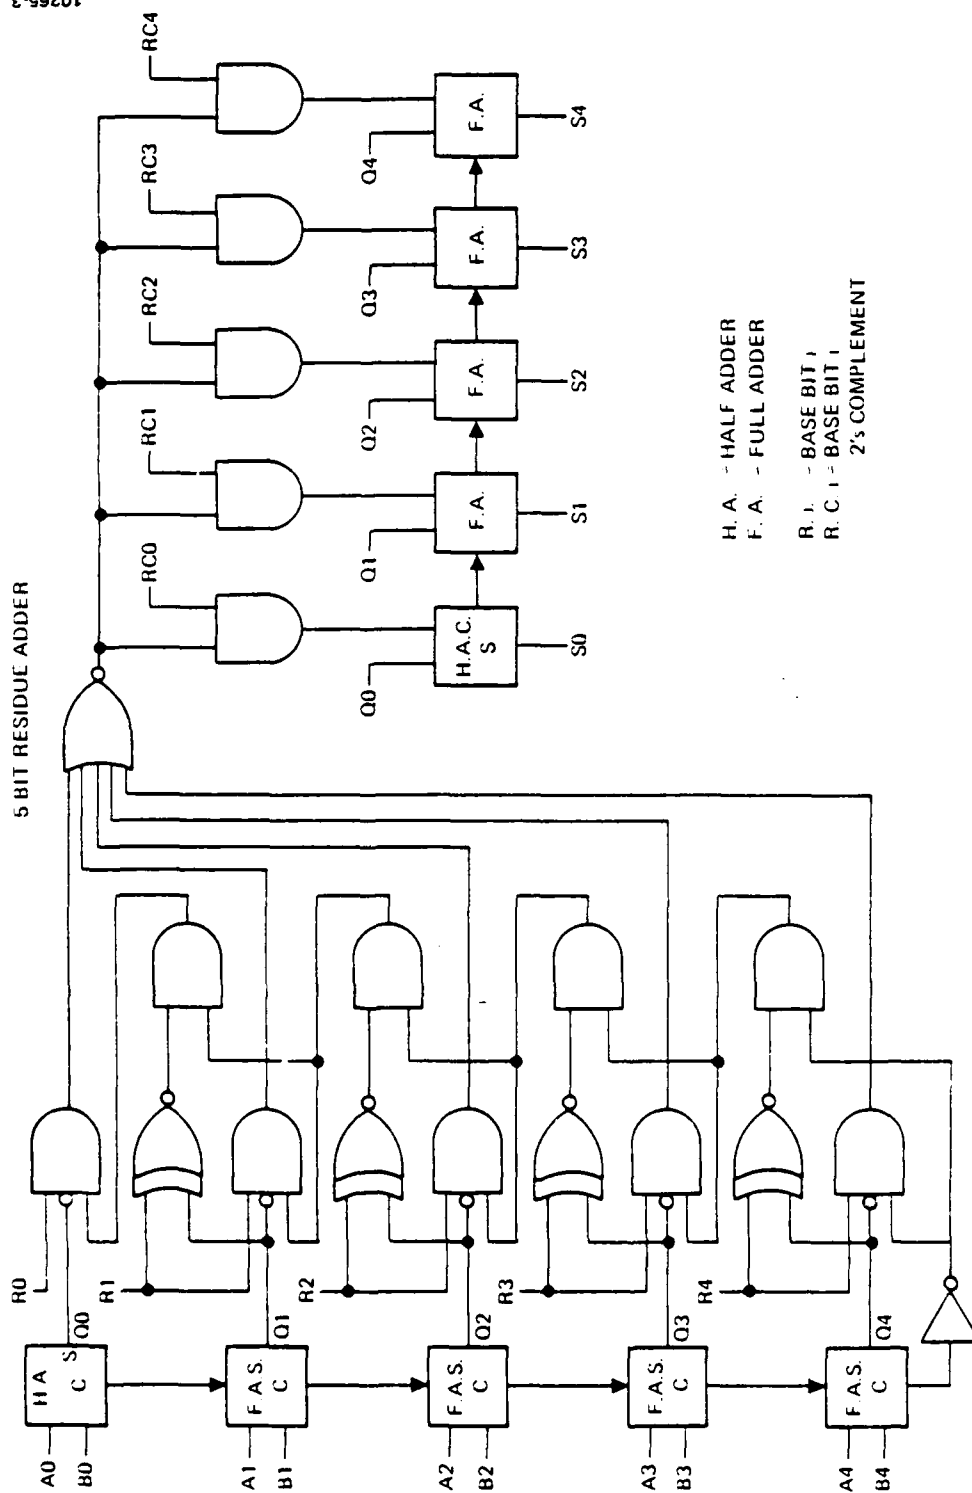 10265-3
5 BIT RESIDUE ADDER
RC0
RC1
RC2
RC3
RC4
Q0
Q1
Q2
Q3
Q4
H.A.C.
S
F.A.
F.A.
F.A.
F.A.
S0
S1
S2
S3
S4
R0
R1
R2
R3
R4
Q0
Q1
Q2
Q3
Q4
H A
S
C
F.A.S.
C
F.A.S.
C
F.A.S.
C
F.A.S.
C
A0
B0
A1
B1
A2
B2
A3
B3
A4
B4
H. A. - HALF ADDER
F. A. - FULL ADDER
R. I. - BASE BIT I
R. C. I - BASE BIT I
2's COMPLEMENT